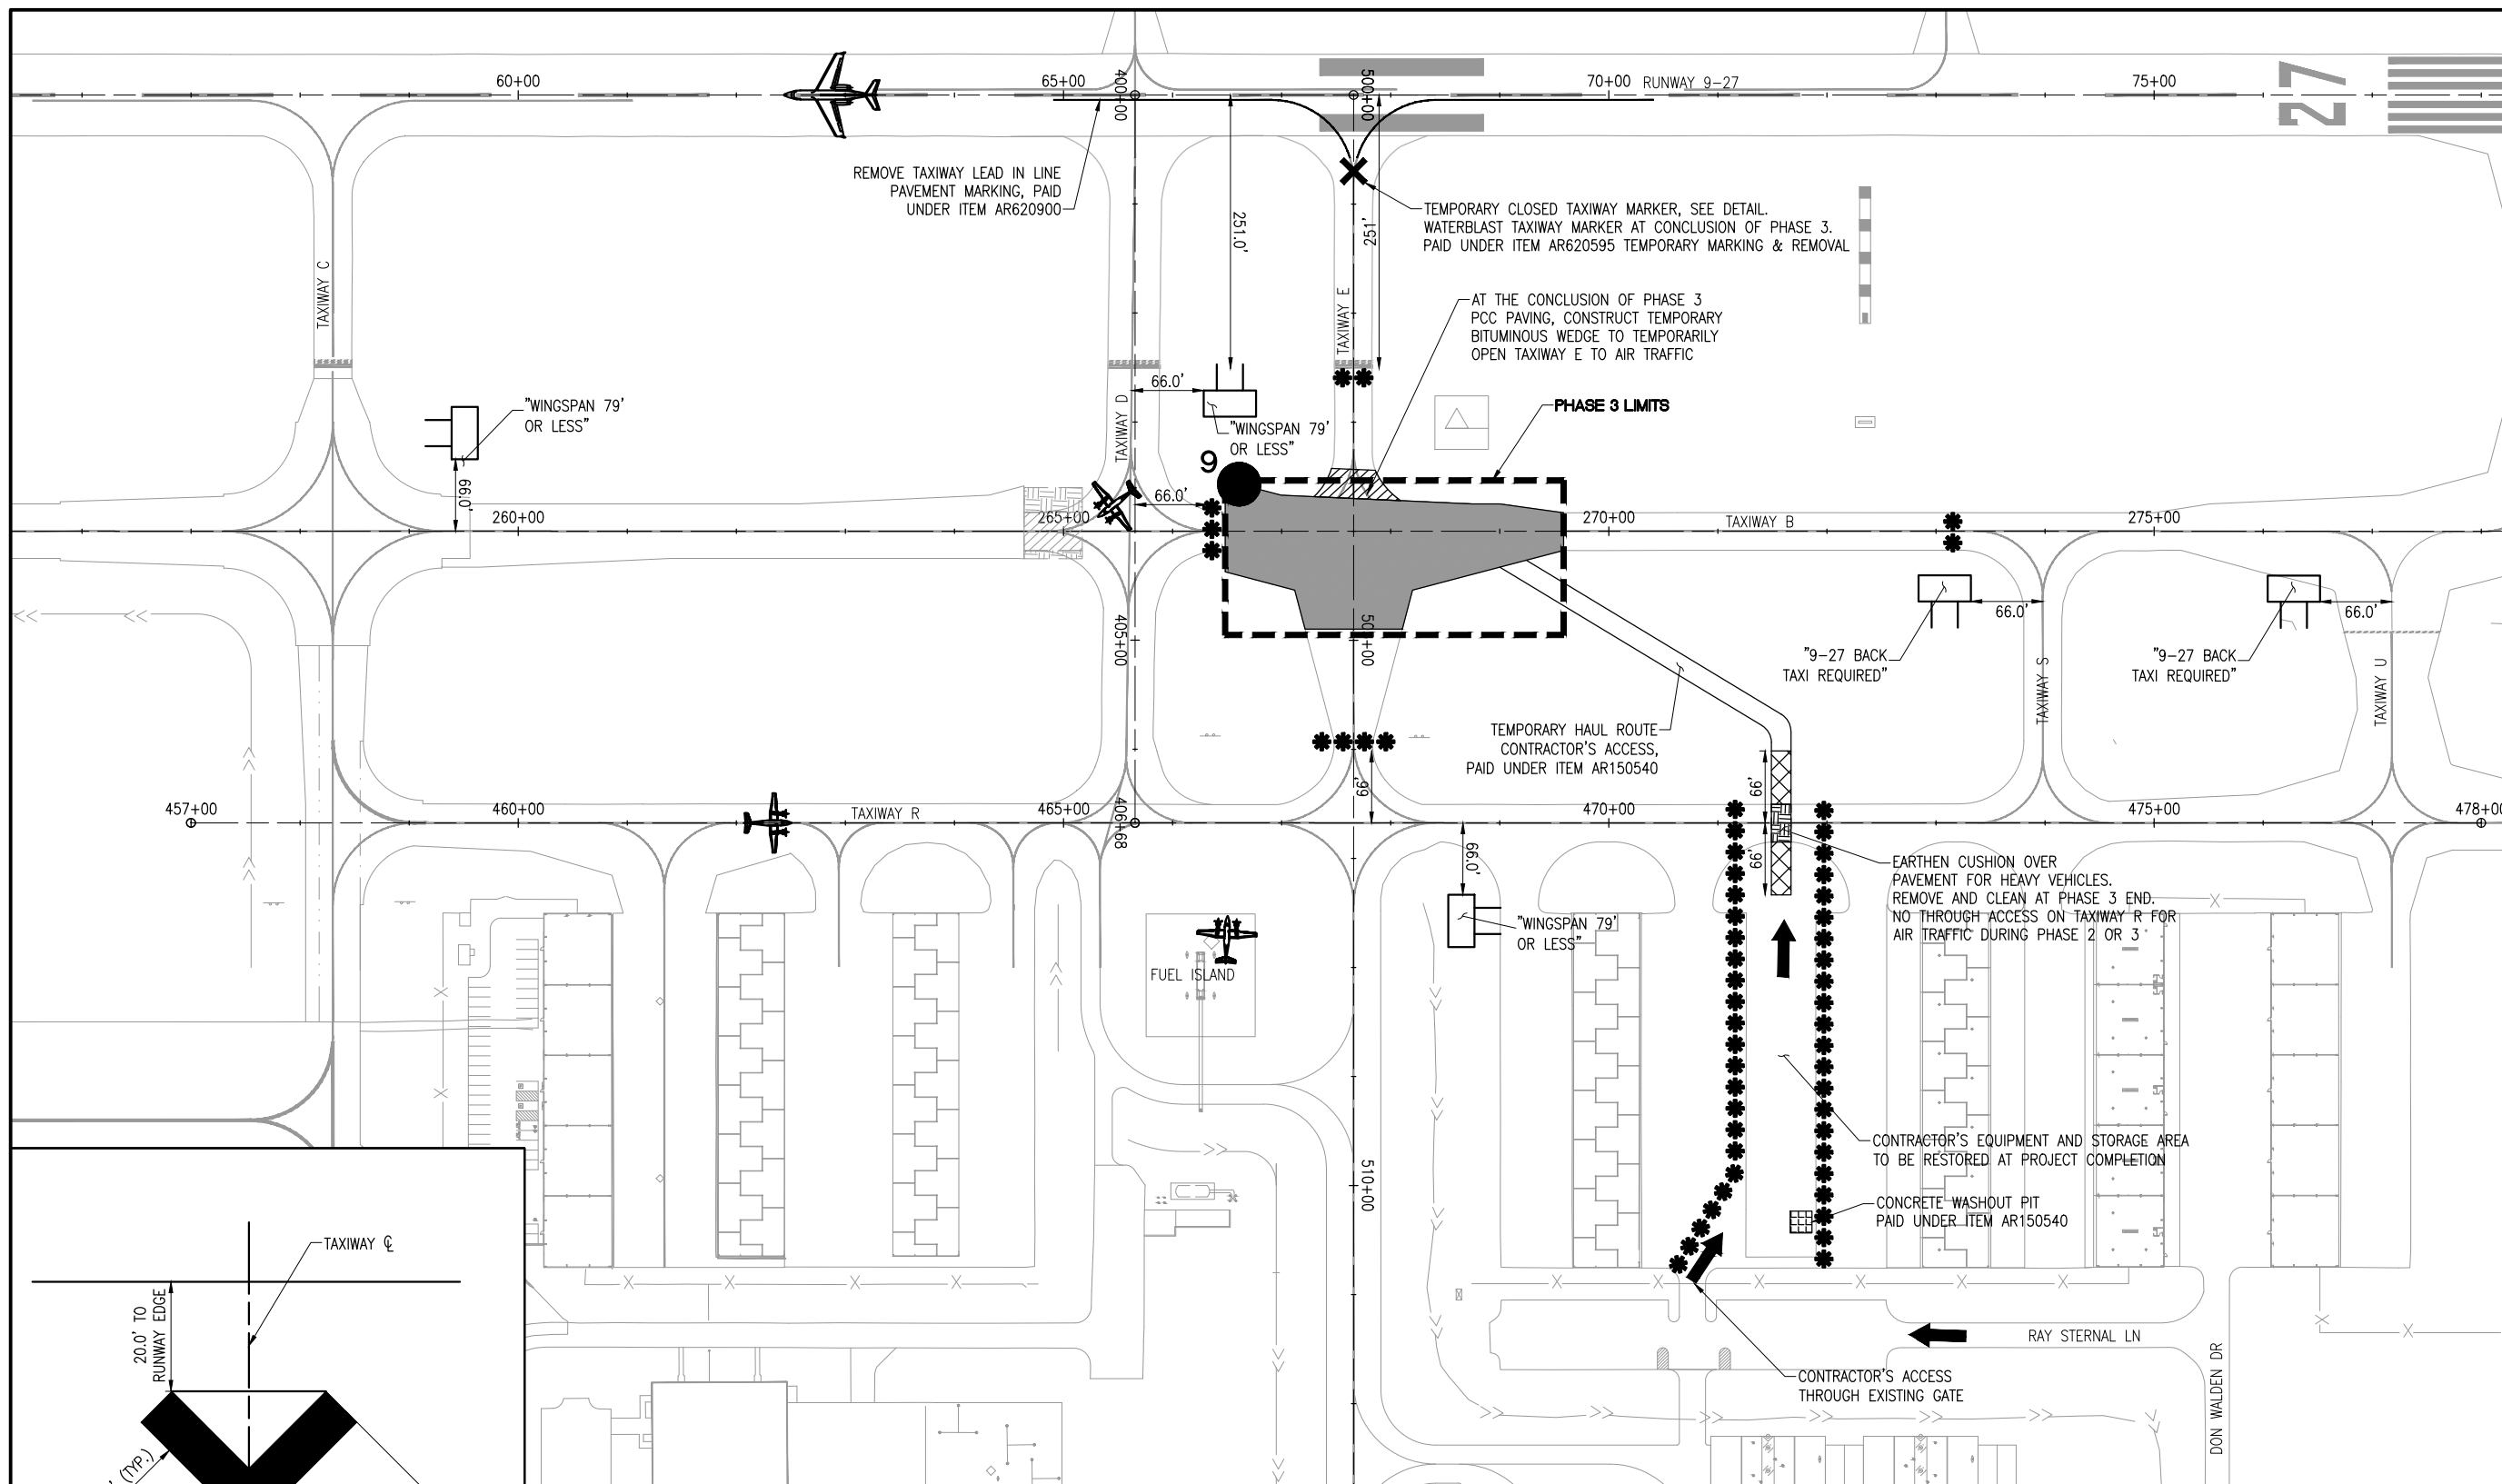 60+00
65+00
400+00
500+00
70+00
RUNWAY 9-27
75+00
27
REMOVE TAXIWAY LEAD IN LINE
PAVEMENT MARKING, PAID
UNDER ITEM AR620900
251.0'
251'
TEMPORARY CLOSED TAXIWAY MARKER, SEE DETAIL.
WATERBLAST TAXIWAY MARKER AT CONCLUSION OF PHASE 3.
PAID UNDER ITEM AR620595 TEMPORARY MARKING & REMOVAL
TAXIWAY C
TAXIWAY E
AT THE CONCLUSION OF PHASE 3
PCC PAVING, CONSTRUCT TEMPORARY
BITUMINOUS WEDGE TO TEMPORARILY
OPEN TAXIWAY E TO AIR TRAFFIC
66.0'
TAXIWAY D
"WINGSPAN 79'
OR LESS"
"WINGSPAN 79'
OR LESS"
PHASE 3 LIMITS
9
66.0'
66.0'
260+00
265+00
270+00
TAXIWAY B
275+00
66.0'
66.0'
405+00
505+00
"9-27 BACK
TAXI REQUIRED"
"9-27 BACK
TAXI REQUIRED"
TAXIWAY S
TAXIWAY U
TEMPORARY HAUL ROUTE
CONTRACTOR'S ACCESS,
PAID UNDER ITEM AR150540
66'
66'
457+00
460+00
TAXIWAY R
465+00
406+68
470+00
475+00
478+00
66.0'
66'
EARTHEN CUSHION OVER
PAVEMENT FOR HEAVY VEHICLES.
REMOVE AND CLEAN AT PHASE 3 END.
NO THROUGH ACCESS ON TAXIWAY R FOR
AIR TRAFFIC DURING PHASE 2 OR 3
"WINGSPAN 79'
OR LESS"
FUEL ISLAND
CONTRACTOR'S EQUIPMENT AND STORAGE AREA
TO BE RESTORED AT PROJECT COMPLETION
510+00
CONCRETE WASHOUT PIT
PAID UNDER ITEM AR150540
TAXIWAY ℄
20.0' TO
RUNWAY EDGE
RAY STERNAL LN
CONTRACTOR'S ACCESS
THROUGH EXISTING GATE
DON WALDEN DR
' (TYP.)